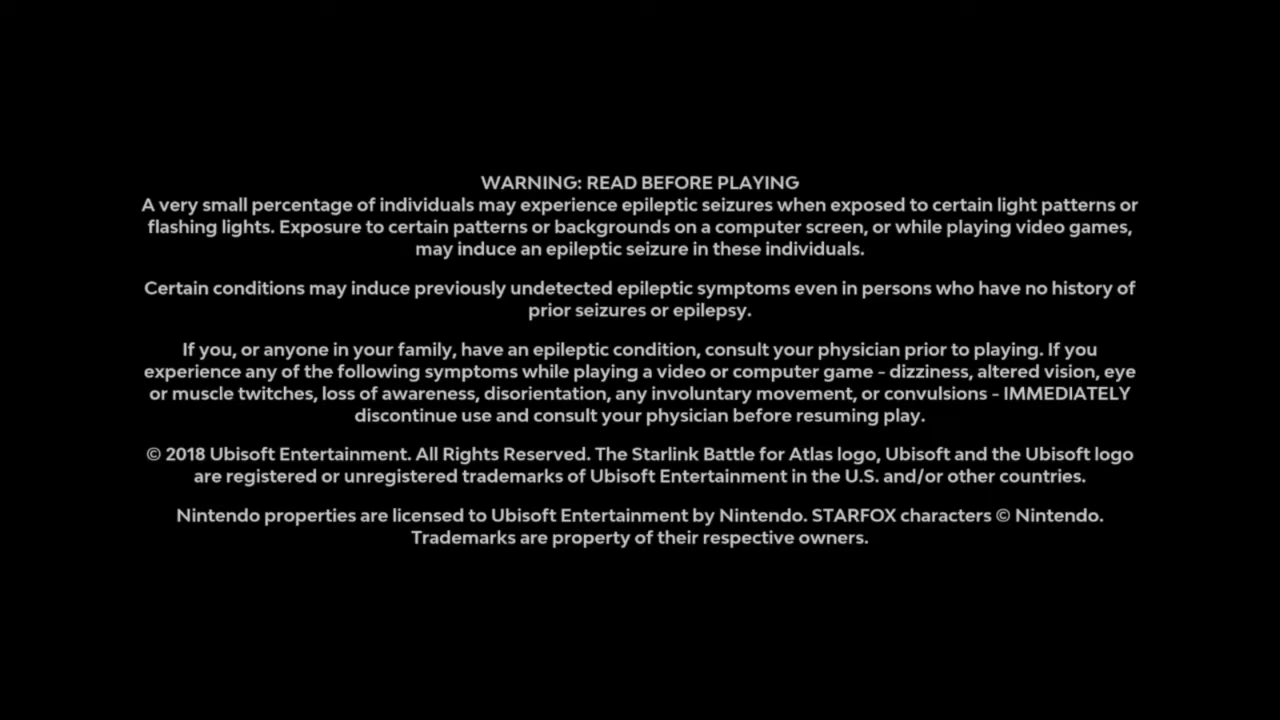 WARNING: READ BEFORE PLAYING
A very small percentage of individuals may experience epileptic seizures when exposed to certain light patterns or
flashing lights. Exposure to certain patterns or backgrounds on a computer screen, or while playing video games,
may induce an epileptic seizure in these individuals.
Certain conditions may induce previously undetected epileptic symptoms even in persons who have no history of
prior seizures or epilepsy.
If you, or anyone in your family, have an epileptic condition, consult your physician prior to playing. If you
experience any of the following symptoms while playing a video or computer game - dizziness, altered vision, eye
or muscle twitches, loss of awareness, disorientation, any involuntary movement, or convulsions - IMMEDIATELY
discontinue use and consult your physician before resuming play.
© 2018 Ubisoft Entertainment. All Rights Reserved. The Starlink Battle for Atlas logo, Ubisoft and the Ubisoft logo
are registered or unregistered trademarks of Ubisoft Entertainment in the U.S. and/or other countries.
Nintendo properties are licensed to Ubisoft Entertainment by Nintendo. STARFOX characters © Nintendo.
Trademarks are property of their respective owners.